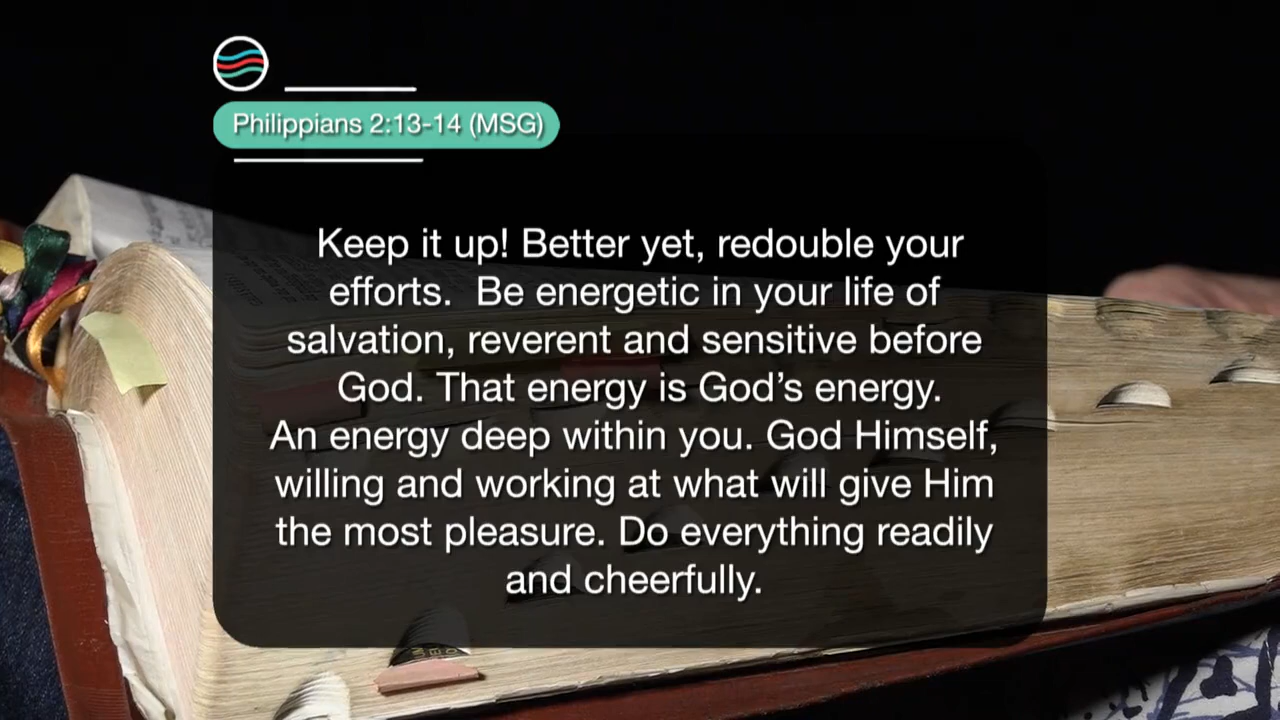 Philippians 2:13-14 (MSG)
Keep it up! Better yet, redouble your
efforts.  Be energetic in your life of
salvation, reverent and sensitive before
God. That energy is God’s energy.
An energy deep within you. God Himself,
willing and working at what will give Him
the most pleasure. Do everything readily
and cheerfully.